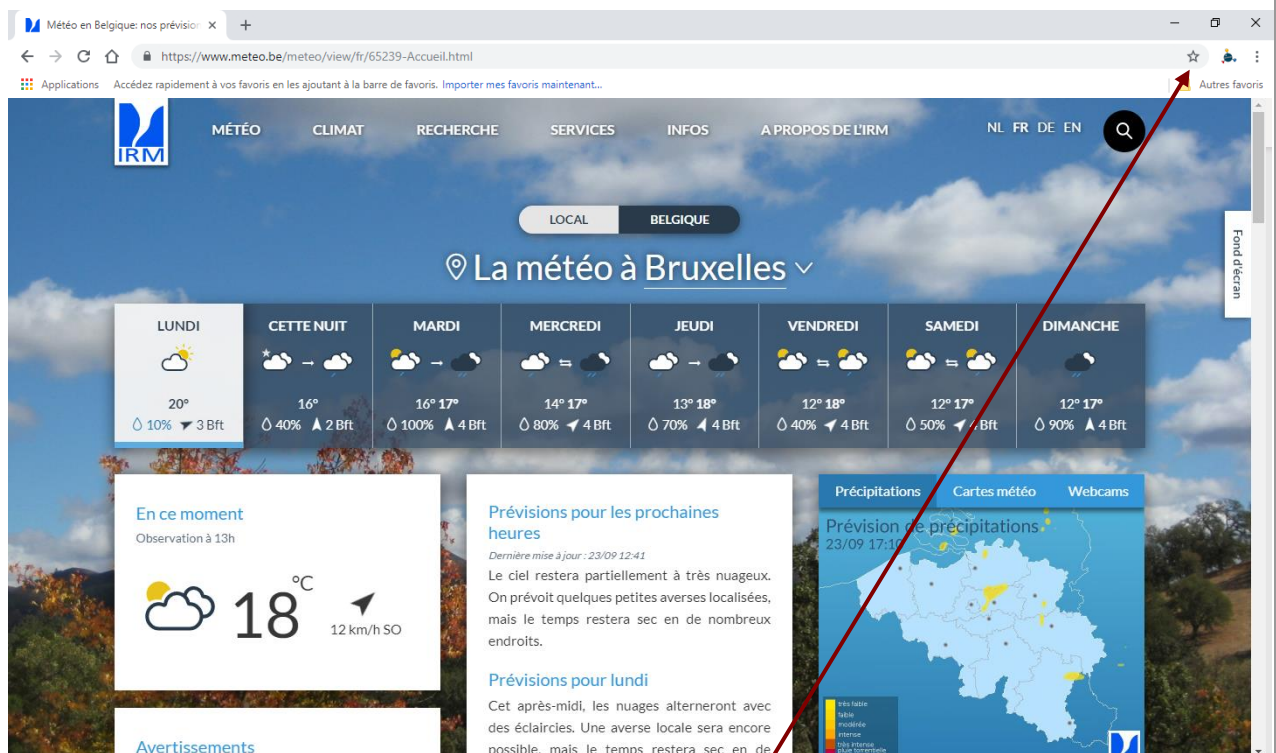 Météo en Belgique: nos prévision
https://www.meteo.be/meteo/view/fr/65239-Accueil.html
Applications Accédez rapidement à vos favoris en les ajoutant à la barre de favoris. Importer mes favoris maintenant... Autres favoris
IRM
MÉTÉO CLIMAT RECHERCHE SERVICES INFOS A PROPOS DE L'IRM NL FR DE EN
LOCAL BELGIQUE
La météo à Bruxelles
Fond d'écran
LUNDI CETTE NUIT MARDI MERCREDI JEUDI VENDREDI SAMEDI DIMANCHE
20° 16° 16° 17° 14° 17° 13° 18° 12° 18° 12° 17° 12° 17°
10% 3 Bft 40% 2 Bft 100% 4 Bft 80% 4 Bft 70% 4 Bft 40% 4 Bft 50% 4 Bft 90% 4 Bft
En ce moment
Observation à 13h
18 °C
12 km/h SO
Avertissements
Prévisions pour les prochaines
heures
Dernière mise à jour : 23/09 12:41
Le ciel restera partiellement à très nuageux.
On prévoit quelques petites averses localisées,
mais le temps restera sec en de nombreux
endroits.
Prévisions pour lundi
Cet après-midi, les nuages alterneront avec
des éclaircies. Une averse locale sera encore
possible, mais le temps restera sec en de
Précipitations Cartes météo Webcams
Prévision de précipitations
23/09 17:10
très faible
faible
modérée
intense
très intense
pluie torrentielle